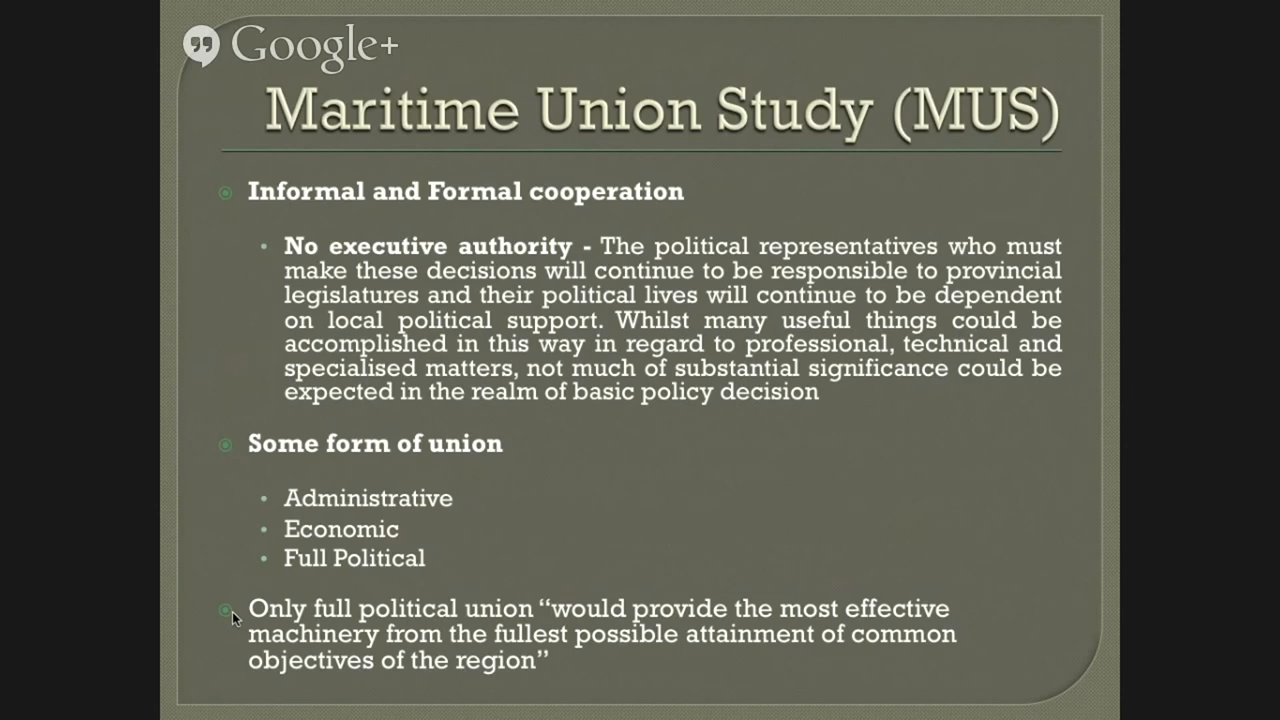 Google+
Maritime Union Study (MUS)
Informal and Formal cooperation
No executive authority - The political representatives who must
make these decisions will continue to be responsible to provincial
legislatures and their political lives will continue to be dependent
on local political support. Whilst many useful things could be
accomplished in this way in regard to professional, technical and
specialised matters, not much of substantial significance could be
expected in the realm of basic policy decision
Some form of union
Administrative
Economic
Full Political
Only full political union “would provide the most effective
machinery from the fullest possible attainment of common
objectives of the region”